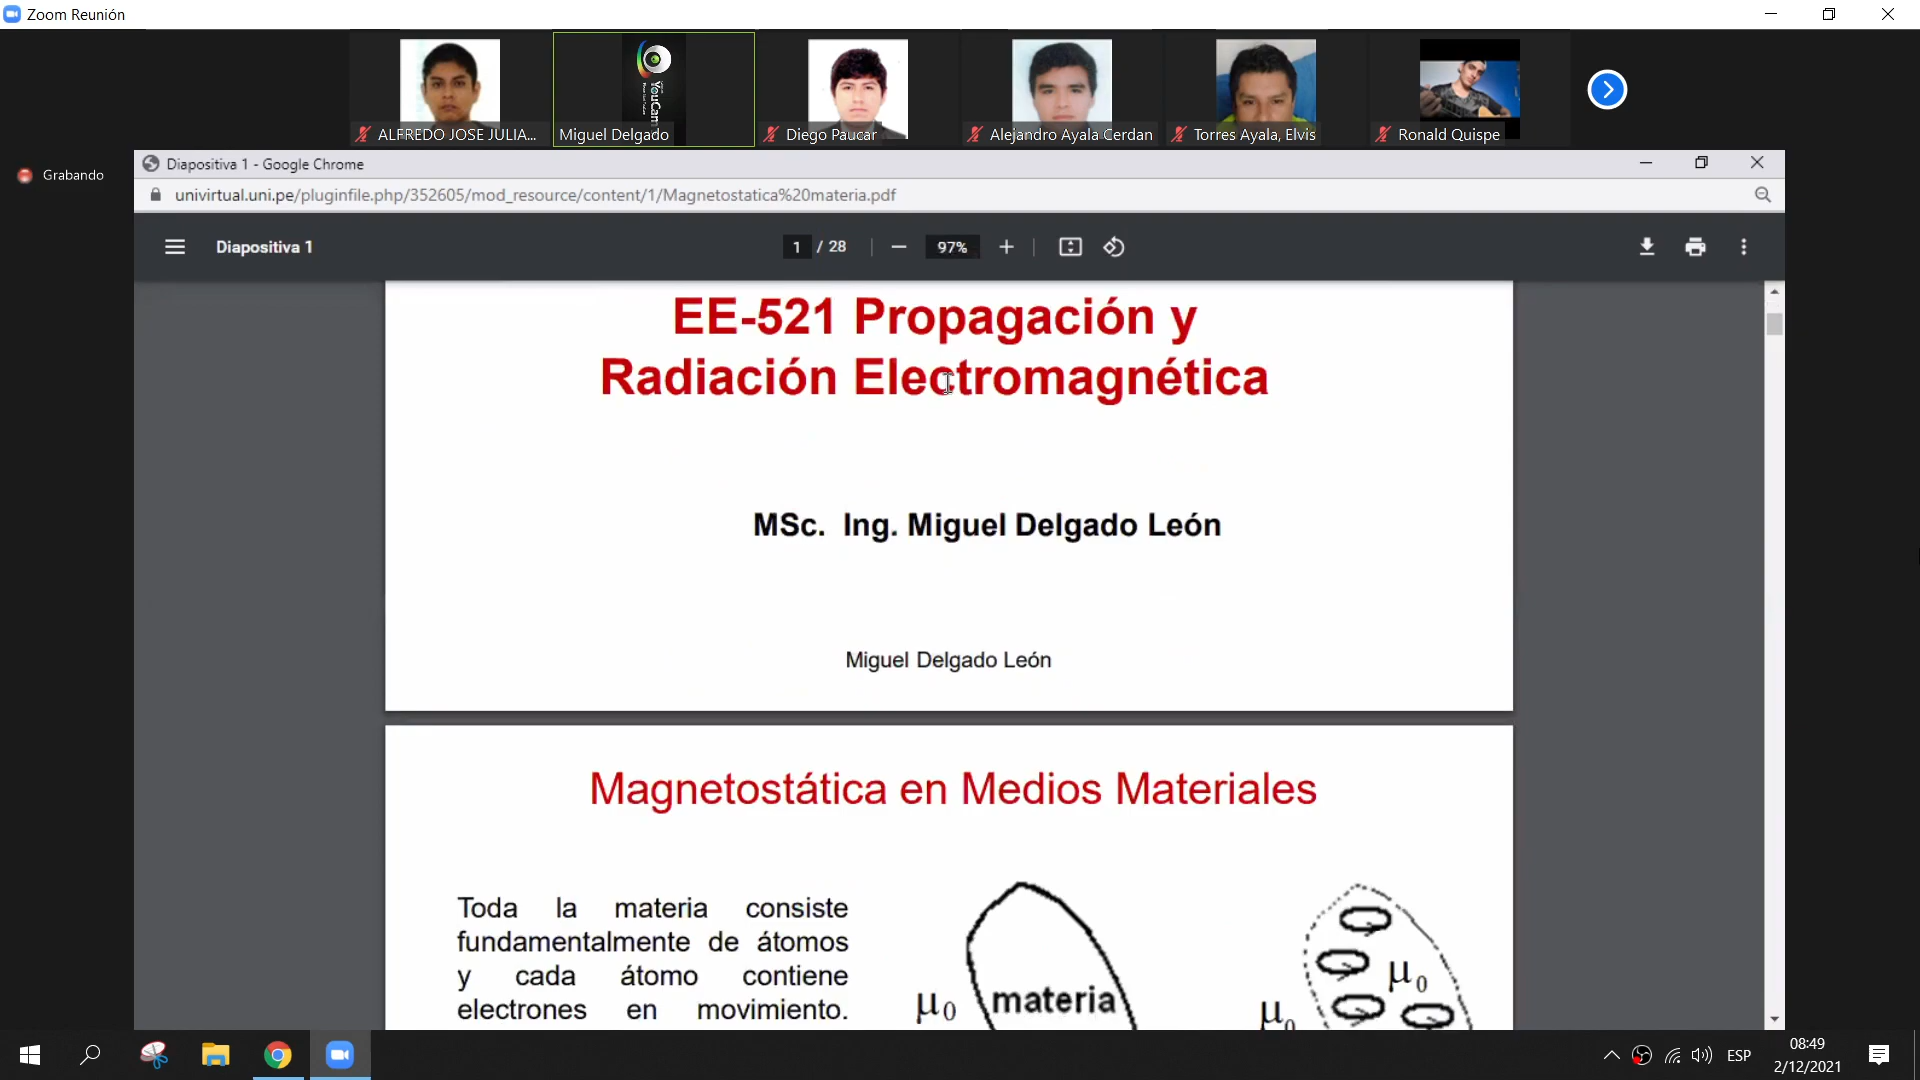 Zoom Reunión
YouCam
ALFREDO JOSE JULIA...
Miguel Delgado
Diego Paucar
Alejandro Ayala Cerdan
Torres Ayala, Elvis
Ronald Quispe
Grabando
Diapositiva 1 - Google Chrome
univirtual.uni.pe/pluginfile.php/352605/mod_resource/content/1/Magnetostatica%20materia.pdf
Diapositiva 1
1 / 28
97%
EE-521 Propagación y
Radiación Electromagnética
MSc. Ing. Miguel Delgado León
Miguel Delgado León
Magnetostática en Medios Materiales
Toda la materia consiste
fundamentalmente de átomos
y cada átomo contiene
electrones en movimiento.
μ0
materia
μ0
μ0
ESP
08:49
2/12/2021